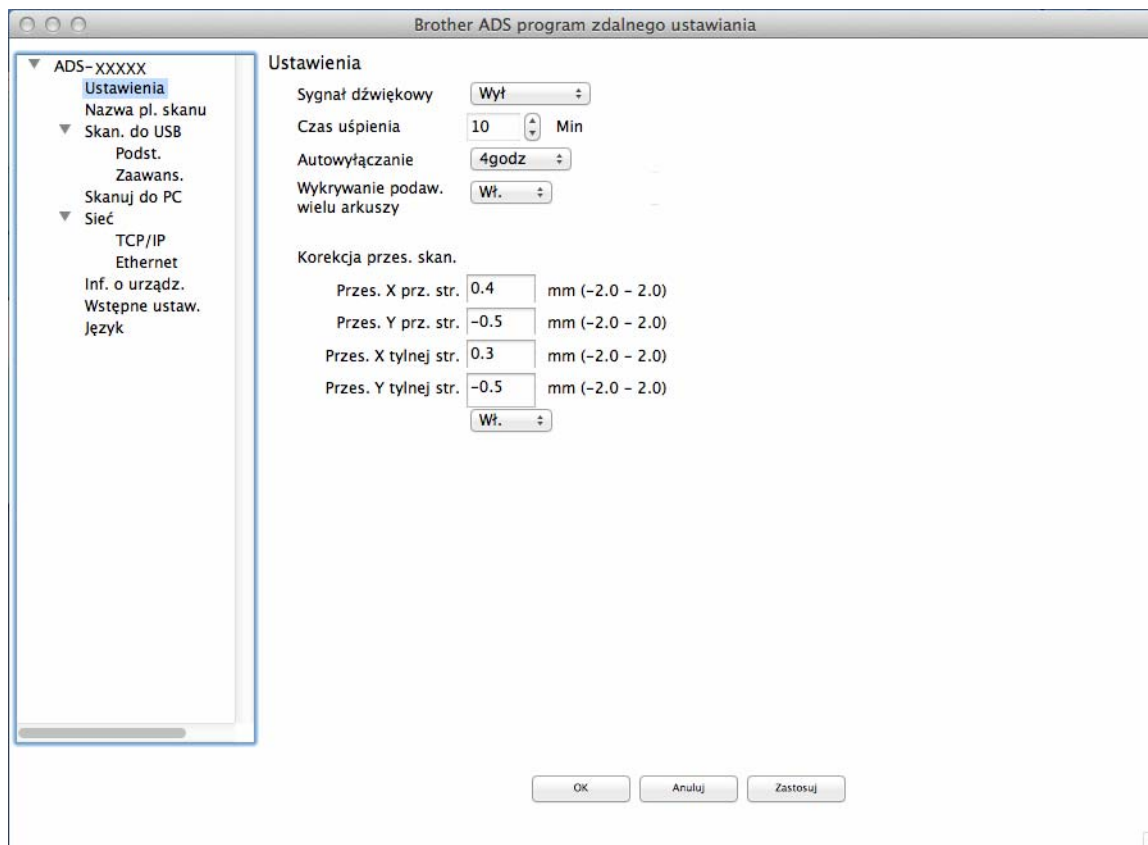 Brother ADS program zdalnego ustawiania
ADS-XXXXX
Ustawienia
Nazwa pl. skanu
Skan. do USB
Podst.
Zaawans.
Skanuj do PC
Sieć
TCP/IP
Ethernet
Inf. o urządz.
Wstępne ustaw.
Język
Ustawienia
Sygnał dźwiękowy Wył
Czas uśpienia 10 Min
Autowyłączanie 4godz
Wykrywanie podaw.
wielu arkuszy Wł.
Korekcja przes. skan.
Przes. X prz. str. 0.4 mm (-2.0 - 2.0)
Przes. Y prz. str. -0.5 mm (-2.0 - 2.0)
Przes. X tylnej str. 0.3 mm (-2.0 - 2.0)
Przes. Y tylnej str. -0.5 mm (-2.0 - 2.0)
Wł.
OK Anuluj Zastosuj